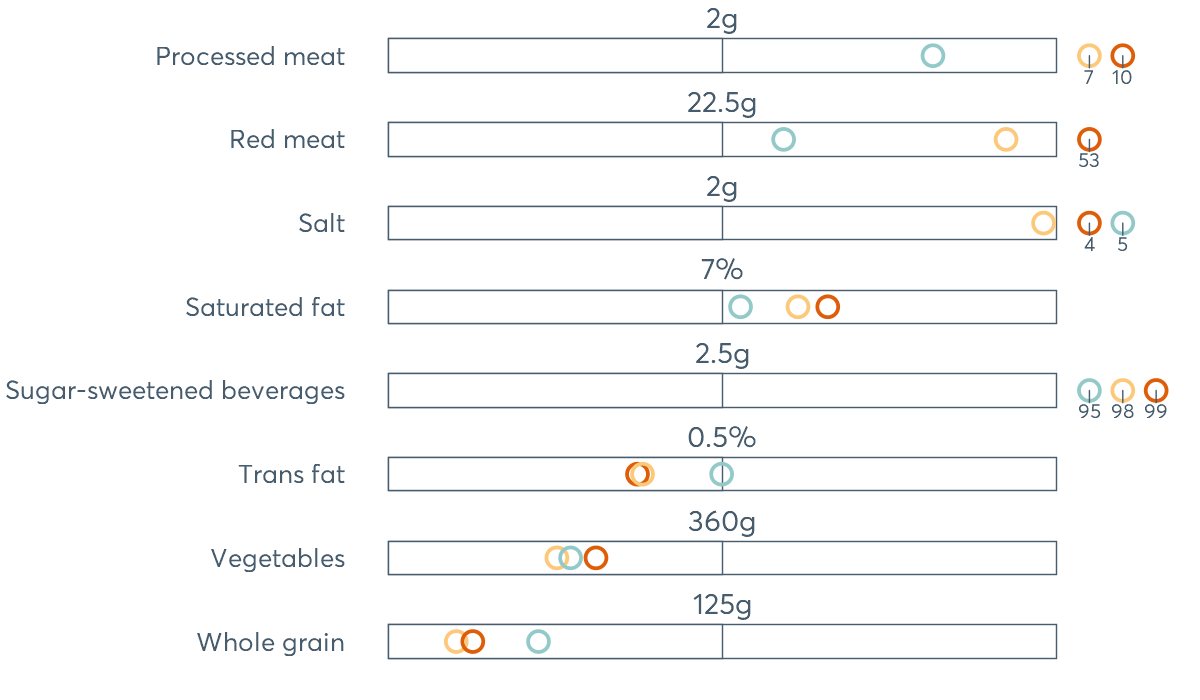 2g
Processed meat
7 10
22.5g
Red meat
53
2g
Salt
4 5
7%
Saturated fat
2.5g
Sugar-sweetened beverages
95 98 99
0.5%
Trans fat
360g
Vegetables
125g
Whole grain